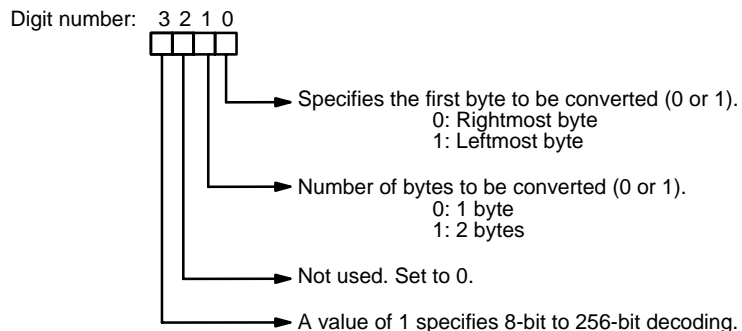 Digit number: 3 2 1 0
Specifies the first byte to be converted (0 or 1).
0: Rightmost byte
1: Leftmost byte
Number of bytes to be converted (0 or 1).
0: 1 byte
1: 2 bytes
Not used. Set to 0.
A value of 1 specifies 8-bit to 256-bit decoding.